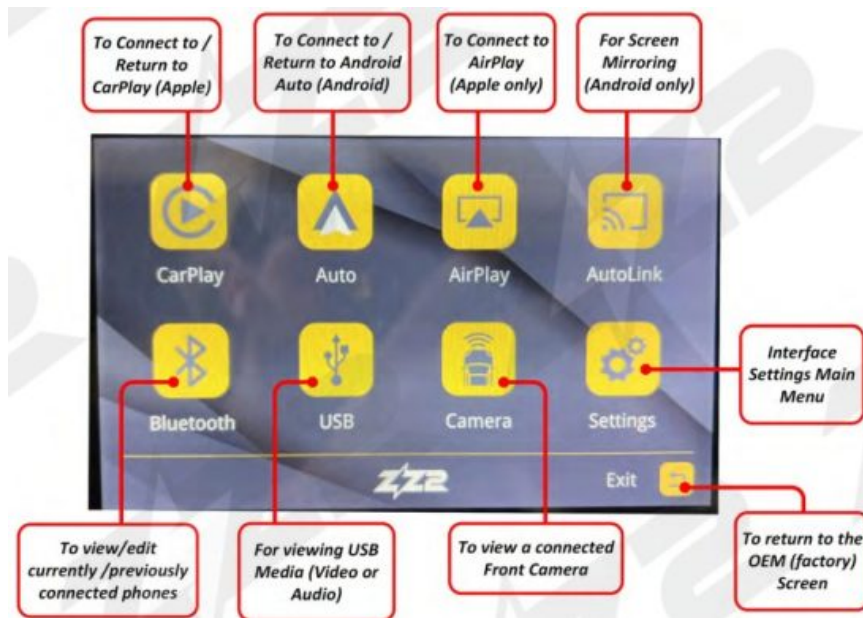 To Connect to /
Return to
CarPlay (Apple)
To Connect to /
Return to Android
Auto (Android)
To Connect to
AirPlay
(Apple only)
For Screen
Mirroring
(Android only)
CarPlay
Auto
AirPlay
AutoLink
Bluetooth
USB
Camera
Settings
Interface
Settings Main
Menu
ZZ2
Exit
To view/edit
currently /previously
connected phones
For viewing USB
Media (Video or
Audio)
To view a connected
Front Camera
To return to the
OEM (factory)
Screen